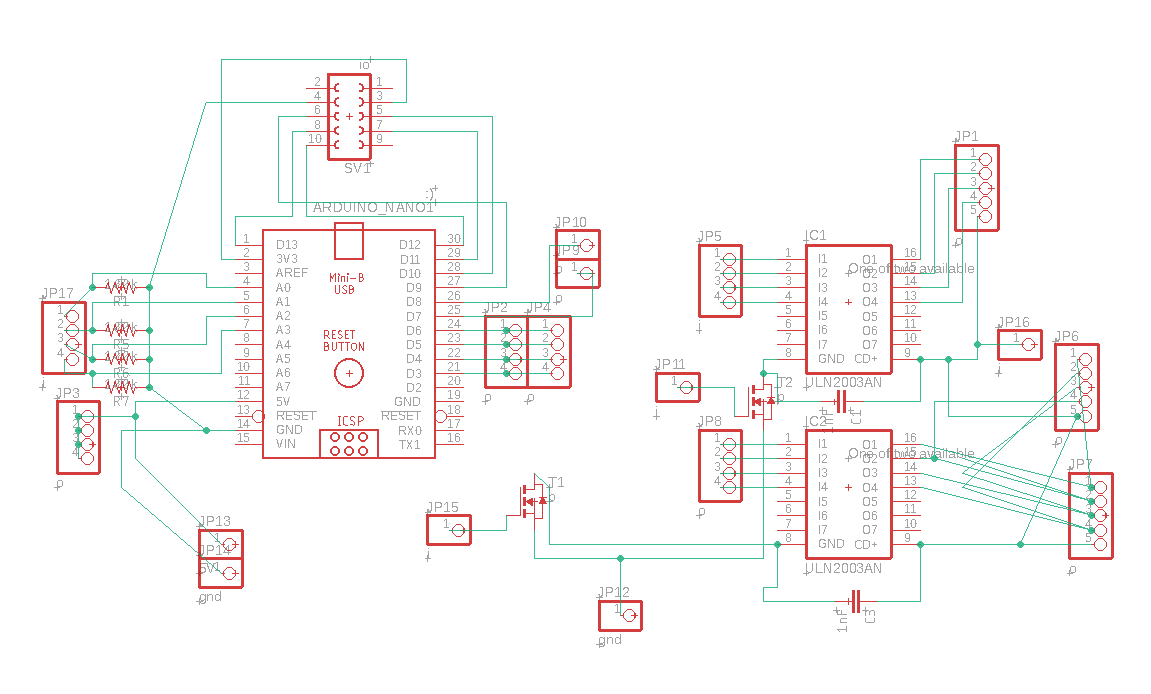 io
2 1
4 3
6 5
8 7
10 9
SV1
:)
ARDUINO_NANO1
1 D13 D12 30
2 3V3 D11 29
3 AREF D10 28
4 A0 D9 27
5 A1 D8 26
6 A2 D7 25
7 A3 D6 24
8 A4 D5 23
9 A5 D4 22
10 A6 D3 21
11 A7 D2 20
12 5V GND 19
13 RESET RESET 18
14 GND RX0 17
15 VIN TX1 16
Mini-B
USB
RESET
BUTTON
ICSP
JP17
1
2
3
4
i
R1
R7
JP3
1
2
3
4
o
JP13
1
JP14
5V1
gnd
JP10
1
JP9
1
o
JP2 JP4
1 1
2 2
3 3
4 4
o o
JP15
1
i
T1
JP12
1
gnd
JP5
1
2
3
4
i
JP11
1
i
T2
JP8
1
2
3
4
o
IC1
One of two available
1 I1 O1 16
2 I2 O2 15
3 I3 O3 14
4 I4 O4 13
5 I5 O5 12
6 I6 O6 11
7 I7 O7 10
8 GND CD+ 9
ULN2003AN
C1
IC2
One of two available
1 I1 O1 16
2 I2 O2 15
3 I3 O3 14
4 I4 O4 13
5 I5 O5 12
6 I6 O6 11
7 I7 O7 10
8 GND CD+ 9
ULN2003AN
1nF
C3
JP1
1
2
3
4
5
o
JP16
1
i
JP6
1
2
3
4
5
o
JP7
1
2
3
4
5
o